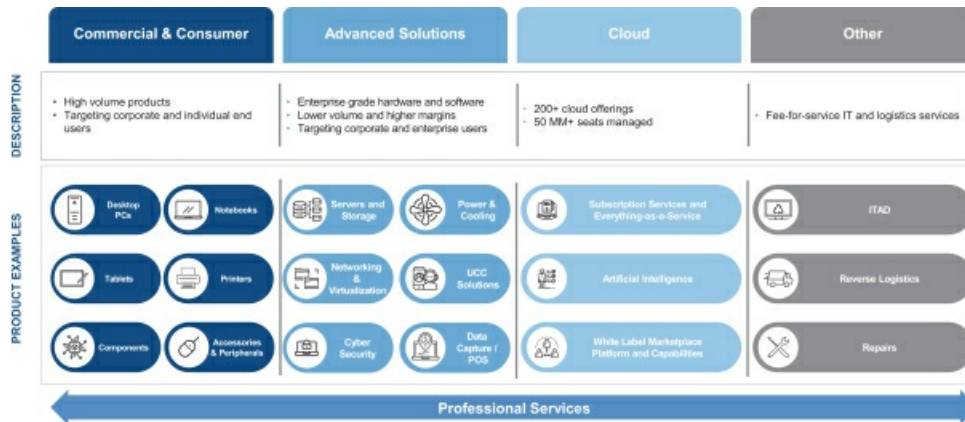 Commercial & Consumer
Advanced Solutions
Cloud
Other
DESCRIPTION
• High volume products
• Targeting corporate and individual end
users
• Enterprise-grade hardware and software
• Lower volume and higher margins
• Targeting corporate and enterprise users
• 200+ cloud offerings
• 50 MM+ seats managed
• Fee-for-service IT and logistics services
PRODUCT EXAMPLES
Desktop
PCs
Notebooks
Tablets
Printers
Components
Accessories
& Peripherals
Servers and
Storage
Power &
Cooling
Networking
&
Virtualization
UCC
Solutions
Cyber
Security
Data
Capture /
POS
Subscription Services and
Everything-as-a-Service
Artificial Intelligence
White Label Marketplace
Platform and Capabilities
ITAD
Reverse Logistics
Repairs
Professional Services